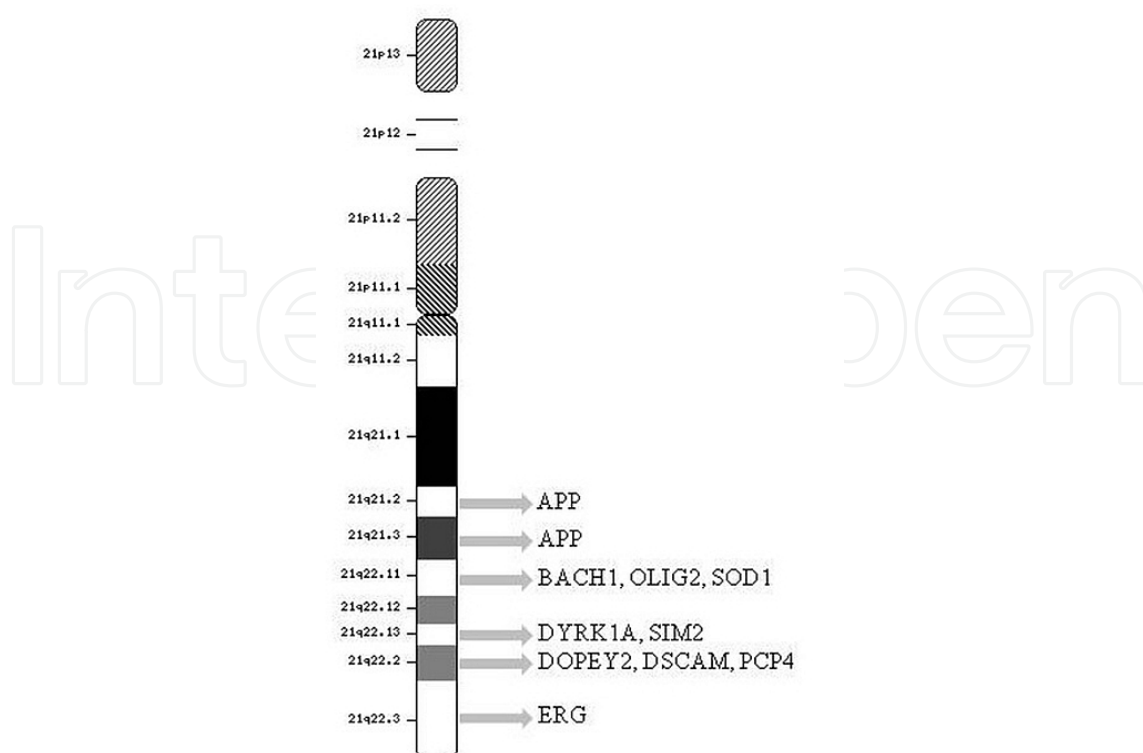 21p13
21p12
21p11.2
21p11.1
21q11.1
21q11.2
21q21.1
21q21.2 APP
21q21.3 APP
21q22.11 BACH1, OLIG2, SOD1
21q22.12
21q22.13 DYRK1A, SIM2
21q22.2 DOPEY2, DSCAM, PCP4
21q22.3 ERG